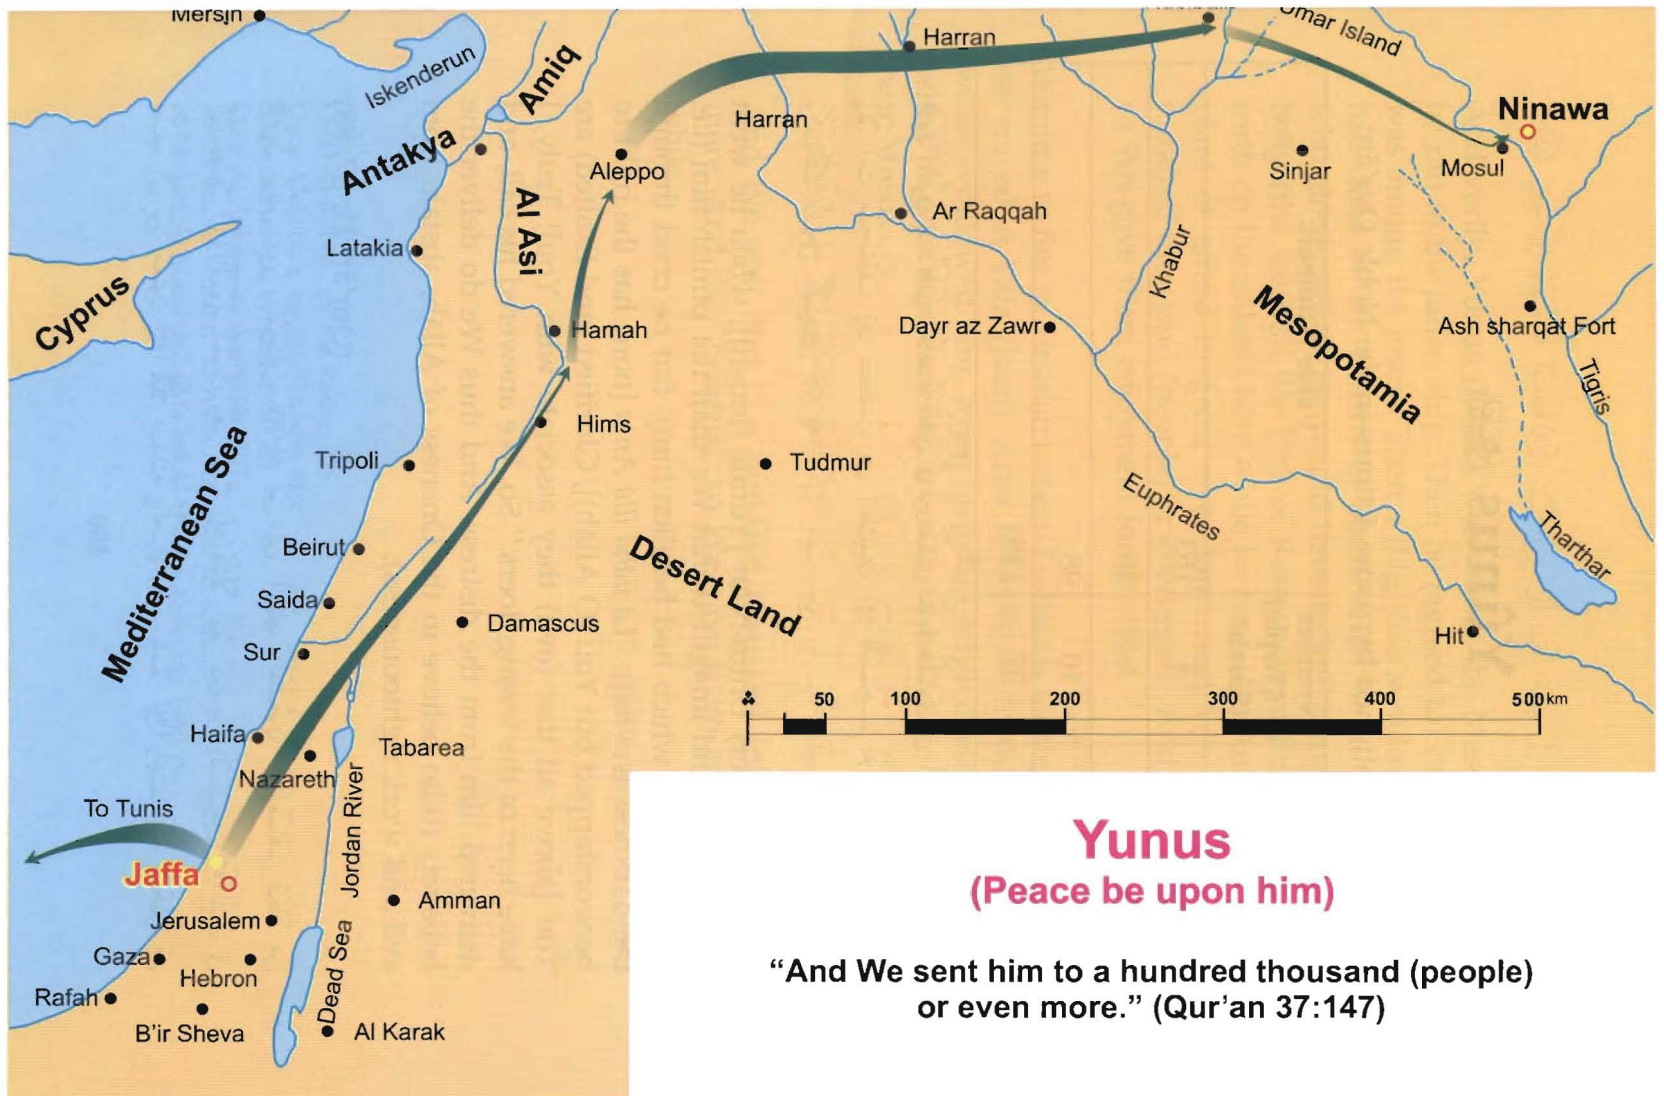 Mersin
Iskenderun
Amiq
Antakya
Aleppo
Al Asi
Latakia
Cyprus
Hamah
Hims
Tripoli
Mediterranean Sea
Beirut
Saida
Sur
Damascus
Desert Land
Tudmur
Harran
Harran
Ar Raqqah
Dayr az Zawr
Khabur
Umar Island
Ninawa
Sinjar
Mosul
Mesopotamia
Ash sharqat Fort
Tigris
Euphrates
Tharthar
Hit
50 100 200 300 400 500 km
Haifa
Nazareth
Tabarea
Jordan River
To Tunis
Jaffa
Amman
Jerusalem
Gaza
Hebron
Dead Sea
Rafah
B'ir Sheva
Al Karak
Yunus
(Peace be upon him)
“And We sent him to a hundred thousand (people)
or even more.” (Qur'an 37:147)